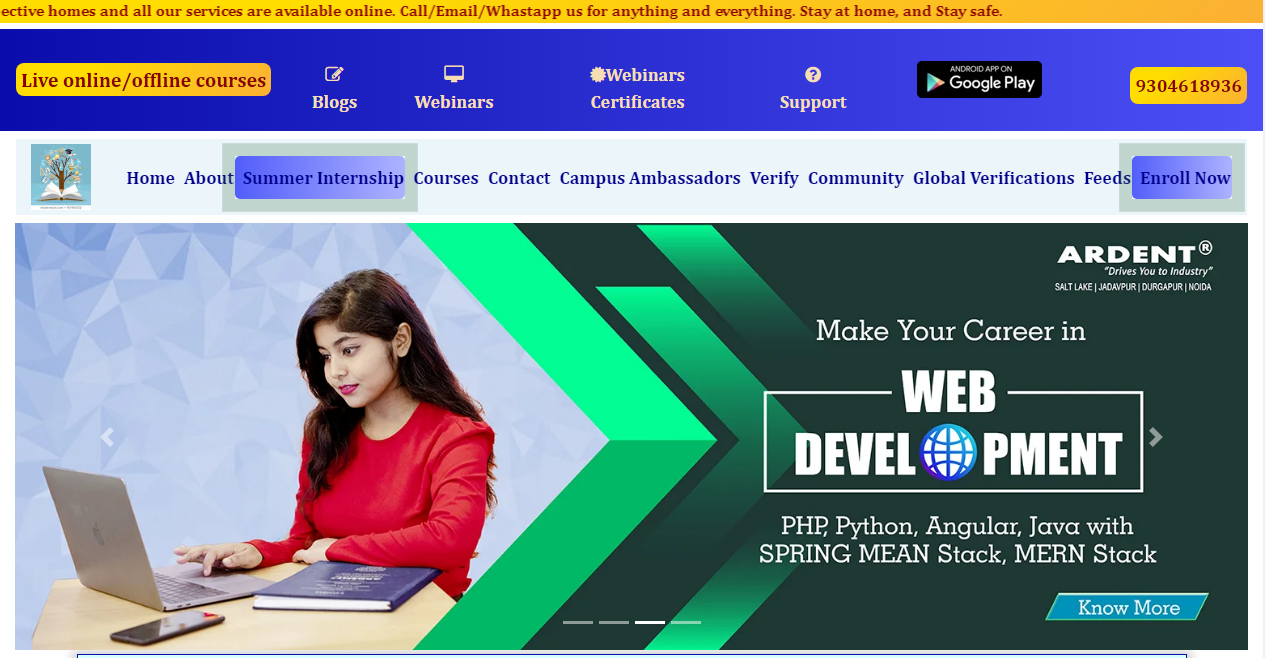 ective homes and all our services are available online. Call/Email/Whastapp us for anything and everything. Stay at home, and Stay safe.
Live online/offline courses
Blogs
Webinars
Webinars
Certificates
Support
ANDROID APP ON
Google Play
9304618936
Home About Summer Internship Courses Contact Campus Ambassadors Verify Community Global Verifications Feeds Enroll Now
ARDENT®
"Drives You to Industry"
SALT LAKE | JADAVPUR | DURGAPUR | NOIDA
Make Your Career in
WEB
DEVELOPMENT
PHP, Python, Angular, Java with
SPRING MEAN Stack, MERN Stack
Know More